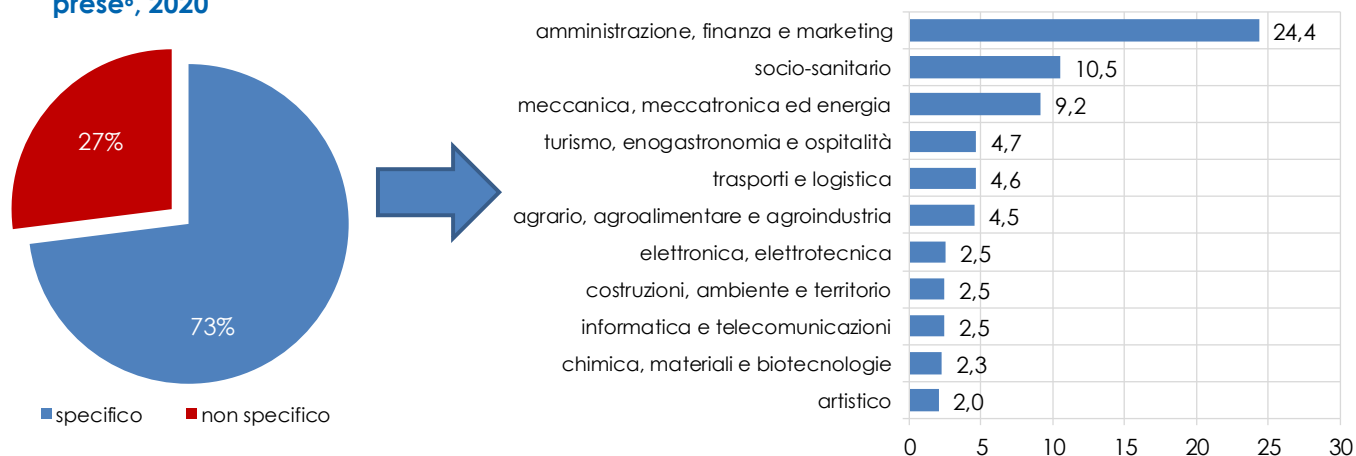 prese⁶, 2020
27%
73%
specifico
non specifico
amministrazione, finanza e marketing 24,4
socio-sanitario 10,5
meccanica, meccatronica ed energia 9,2
turismo, enogastronomia e ospitalità 4,7
trasporti e logistica 4,6
agrario, agroalimentare e agroindustria 4,5
elettronica, elettrotecnica 2,5
costruzioni, ambiente e territorio 2,5
informatica e telecomunicazioni 2,5
chimica, materiali e biotecnologie 2,3
artistico 2,0
0 5 10 15 20 25 30